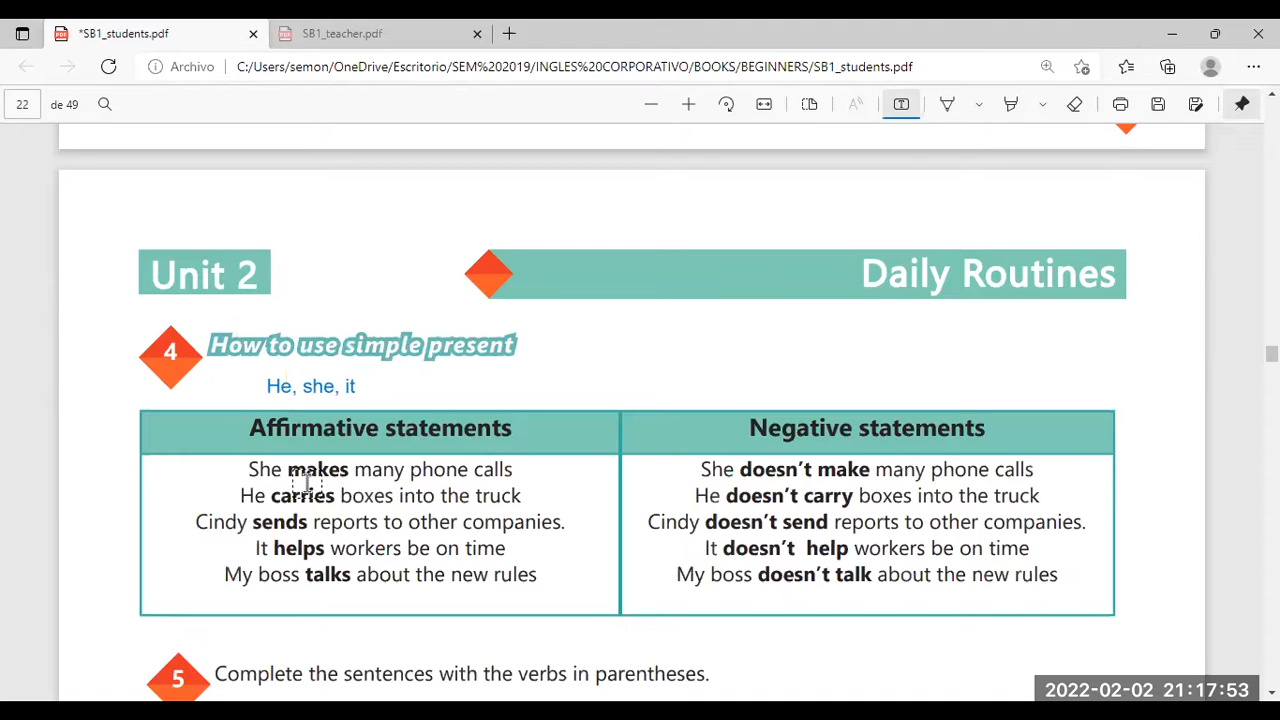 *SB1_students.pdf
SB1_teacher.pdf
Archivo
C:/Users/semon/OneDrive/Escritorio/SEM%202019/INGLES%20CORPORATIVO/BOOKS/BEGINNERS/SB1_students.pdf
22 de 49
Unit 2
Daily Routines
4 How to use simple present
He, she, it
Affirmative statements
She makes many phone calls
He carries boxes into the truck
Cindy sends reports to other companies.
It helps workers be on time
My boss talks about the new rules
Negative statements
She doesn't make many phone calls
He doesn't carry boxes into the truck
Cindy doesn't send reports to other companies.
It doesn't help workers be on time
My boss doesn't talk about the new rules
5 Complete the sentences with the verbs in parentheses.
2022-02-02 21:17:53